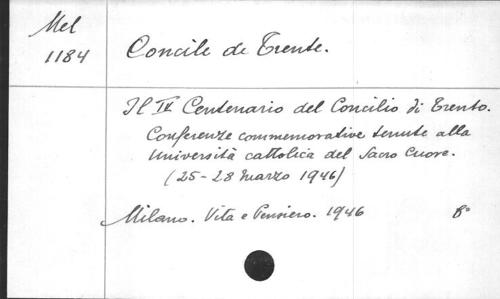 Mel
1184
Concile de Trente.
Il IV Centenario del Concilio di Trento.
Conferenze commemorative tenute alla
Università cattolica del Sacro Cuore.
(25-28 Marzo 1946)
Milano. Vita e Pensiero. 1946 8°